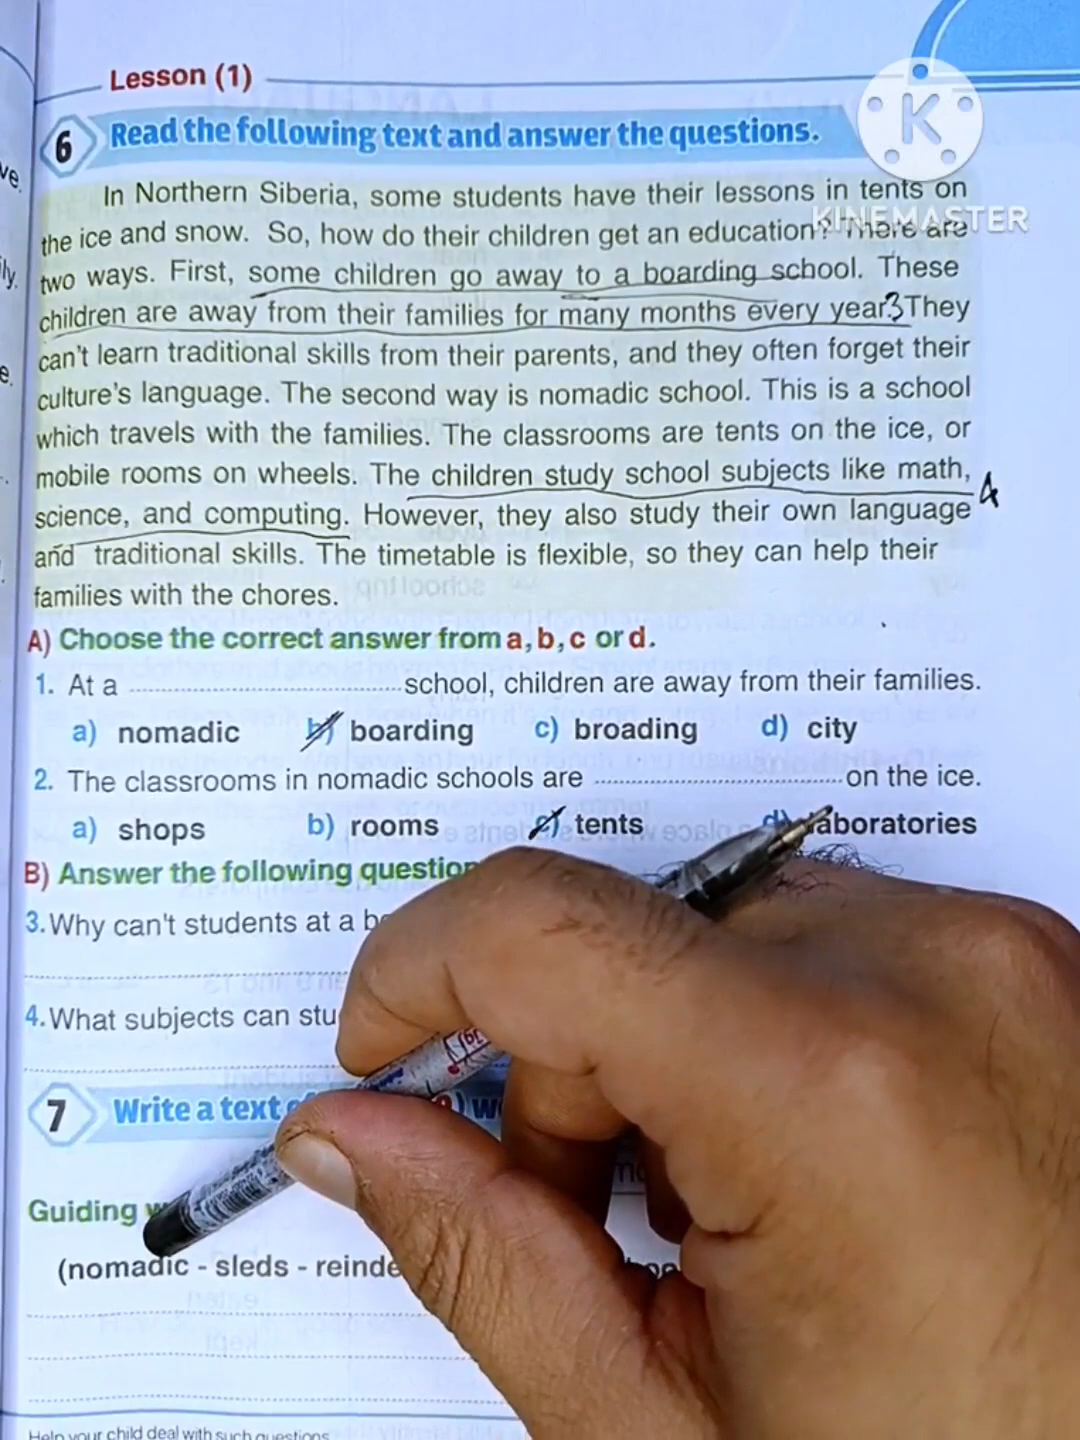 Lesson (1)
6 Read the following text and answer the questions.
K
KINEMASTER
In Northern Siberia, some students have their lessons in tents on
the ice and snow. So, how do their children get an education? There are
two ways. First, some children go away to a boarding school. These
children are away from their families for many months every year. 3 They
can't learn traditional skills from their parents, and they often forget their
culture's language. The second way is nomadic school. This is a school
which travels with the families. The classrooms are tents on the ice, or
mobile rooms on wheels. The children study school subjects like math,
4
science, and computing. However, they also study their own language
and traditional skills. The timetable is flexible, so they can help their
families with the chores.
A) Choose the correct answer from a, b, c or d.
1. At a school, children are away from their families.
a) nomadic b) boarding c) broading d) city
2. The classrooms in nomadic schools are on the ice.
a) shops b) rooms c) tents d) laboratories
B) Answer the following
3. Why can't students at a
4. What subjects can
7 Write a text
Guiding
(nomadic - sleds -
Help your child deal with such questions